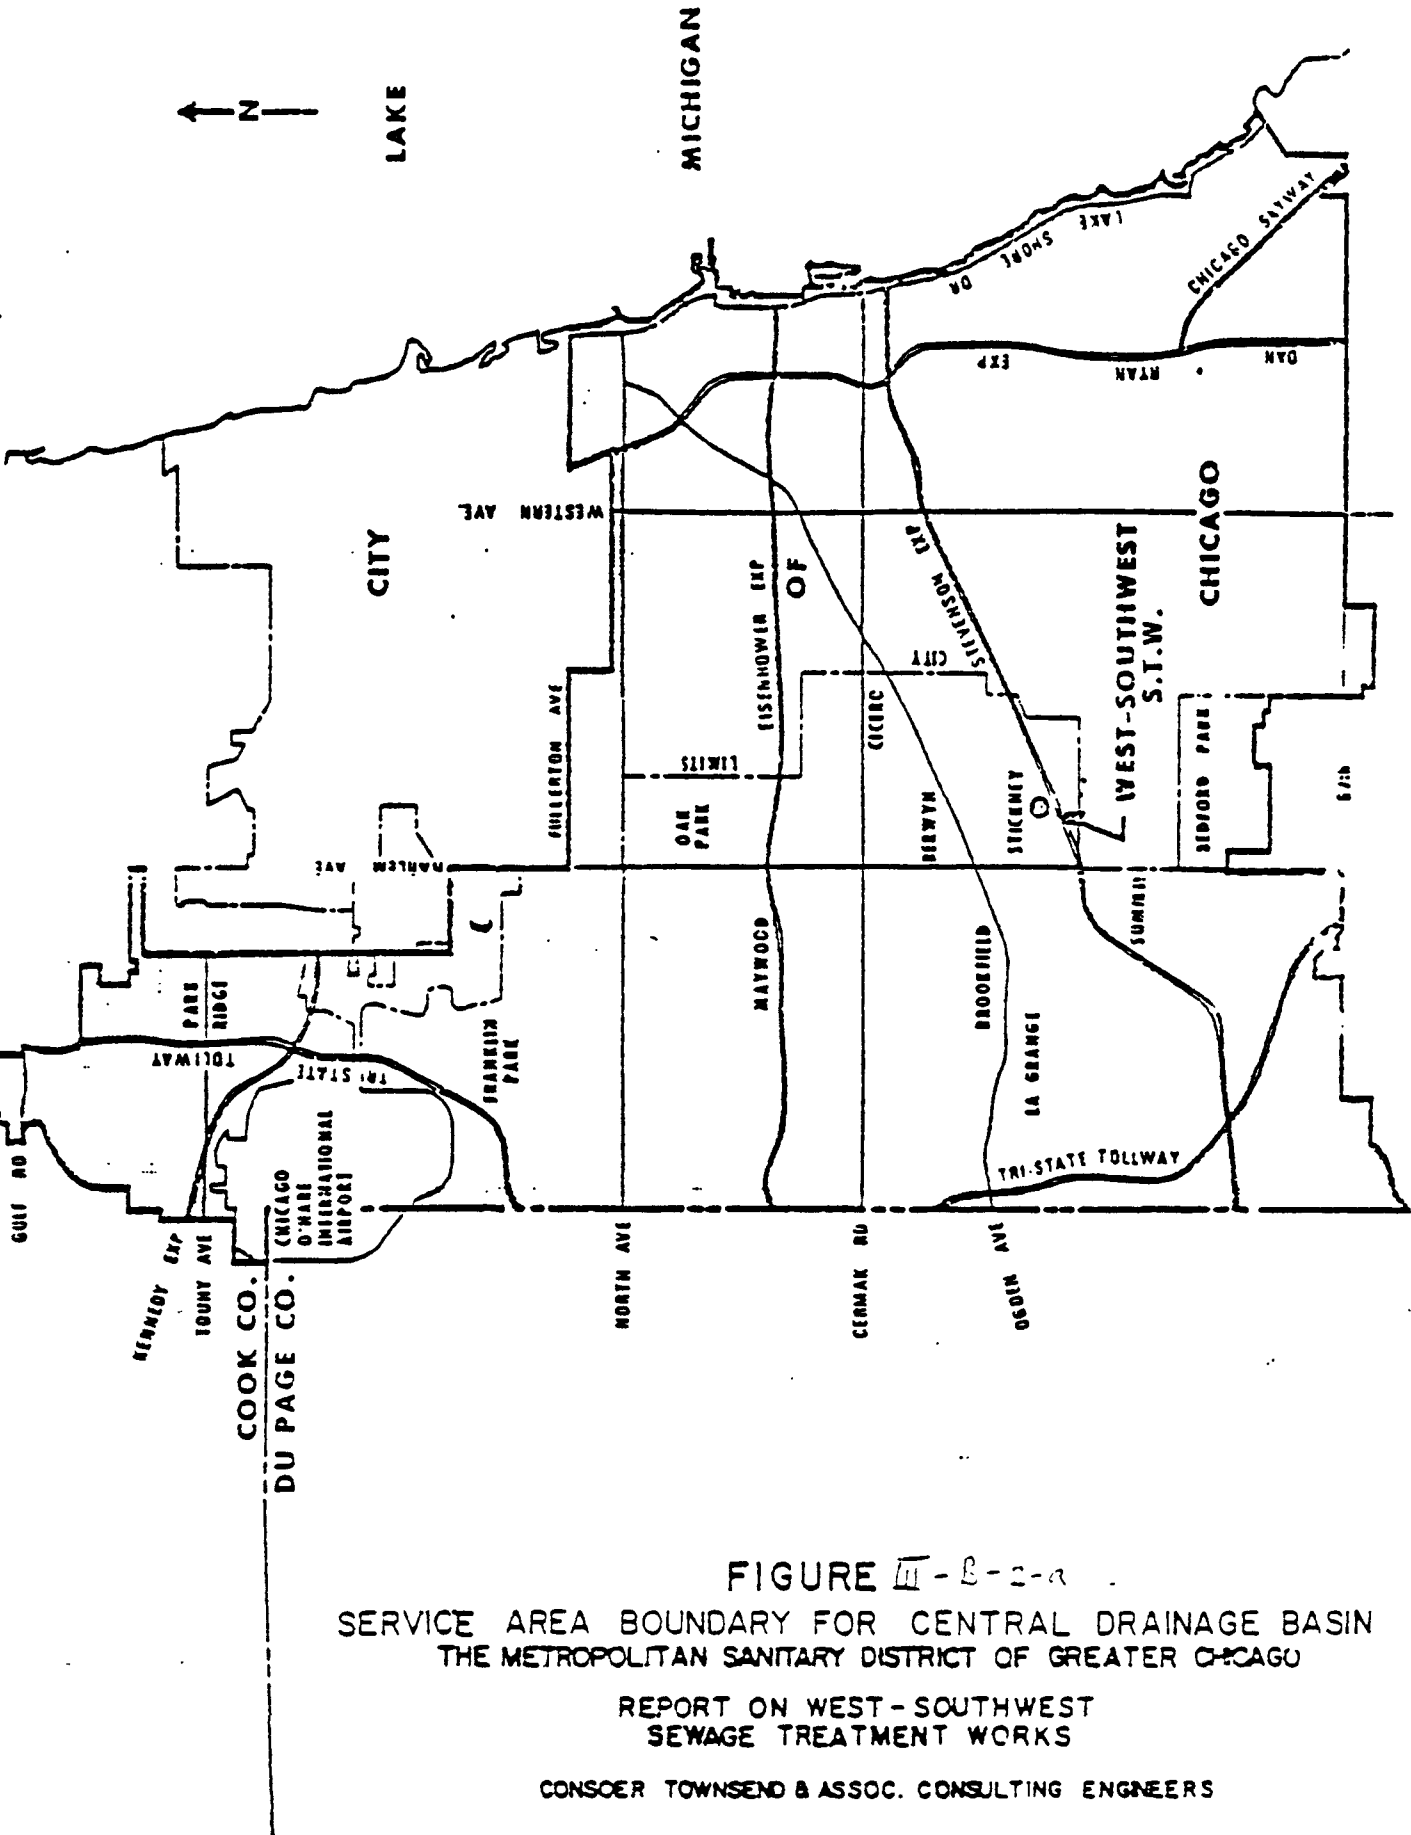 N
LAKE
MICHIGAN
CITY
OF
CHICAGO
LAKE
SHORE
DR
CHICAGO SKYWAY
DAN
RYAN
EXP
WESTERN AVE.
EISENHOWER EXP
STEVENSON EXP
CITY
LIMITS
FULLERTON AVE
HARLEM
AVE
OAK
PARK
BERWYN
STICKNEY
WEST-SOUTHWEST
S.T.W.
BEDFORD PARK
SUMMIT
MAYWOOD
BROOKFIELD
LA GRANGE
PARK
RIDGE
TOLLWAY
TRI STATE
FRANKLIN
PARK
CHICAGO
O'HARE
INTERNATIONAL
AIRPORT
TRI-STATE TOLLWAY
KENNEDY EXP
TOUHY AVE
NORTH AVE
CERMAK RD
OGDEN AVE
COOK CO.
DU PAGE CO.
FIGURE III-B-2-a
SERVICE AREA BOUNDARY FOR CENTRAL DRAINAGE BASIN
THE METROPOLITAN SANITARY DISTRICT OF GREATER CHICAGO
REPORT ON WEST-SOUTHWEST
SEWAGE TREATMENT WORKS
CONSOER TOWNSEND & ASSOC. CONSULTING ENGINEERS